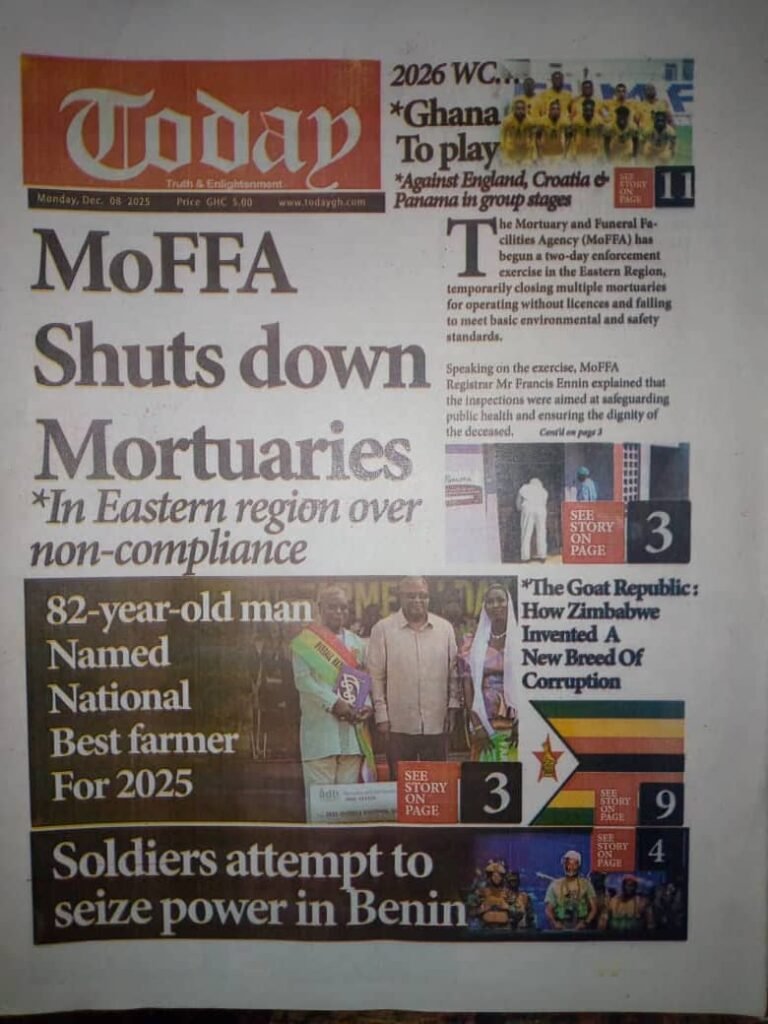 Today
Truth & Enlightenment
Monday, Dec. 08 2025 Price GHC 5.00 www.todaygh.com
2026 WC...
*Ghana
To play
*Against England, Croatia &
Panama in group stages
SEE
STORY
ON
PAGE
11
MoFFA
Shuts down
Mortuaries
*In Eastern region over
non-compliance
The Mortuary and Funeral Fa-
cilities Agency (MoFFA) has
begun a two-day enforcement
exercise in the Eastern Region,
temporarily closing multiple mortuaries
for operating without licences and failing
to meet basic environmental and safety
standards.
Speaking on the exercise, MoFFA
Registrar Mr Francis Ennin explained that
the inspections were aimed at safeguarding
public health and ensuring the dignity of
the deceased. Cont'd on page 3
SEE
STORY
ON
PAGE
3
82-year-old man
Named
National
Best farmer
For 2025
SEE
STORY
ON
PAGE
3
*The Goat Republic:
How Zimbabwe
Invented A
New Breed Of
Corruption
SEE
STORY
ON
PAGE
9
Soldiers attempt to
seize power in Benin
SEE
STORY
ON
PAGE
4